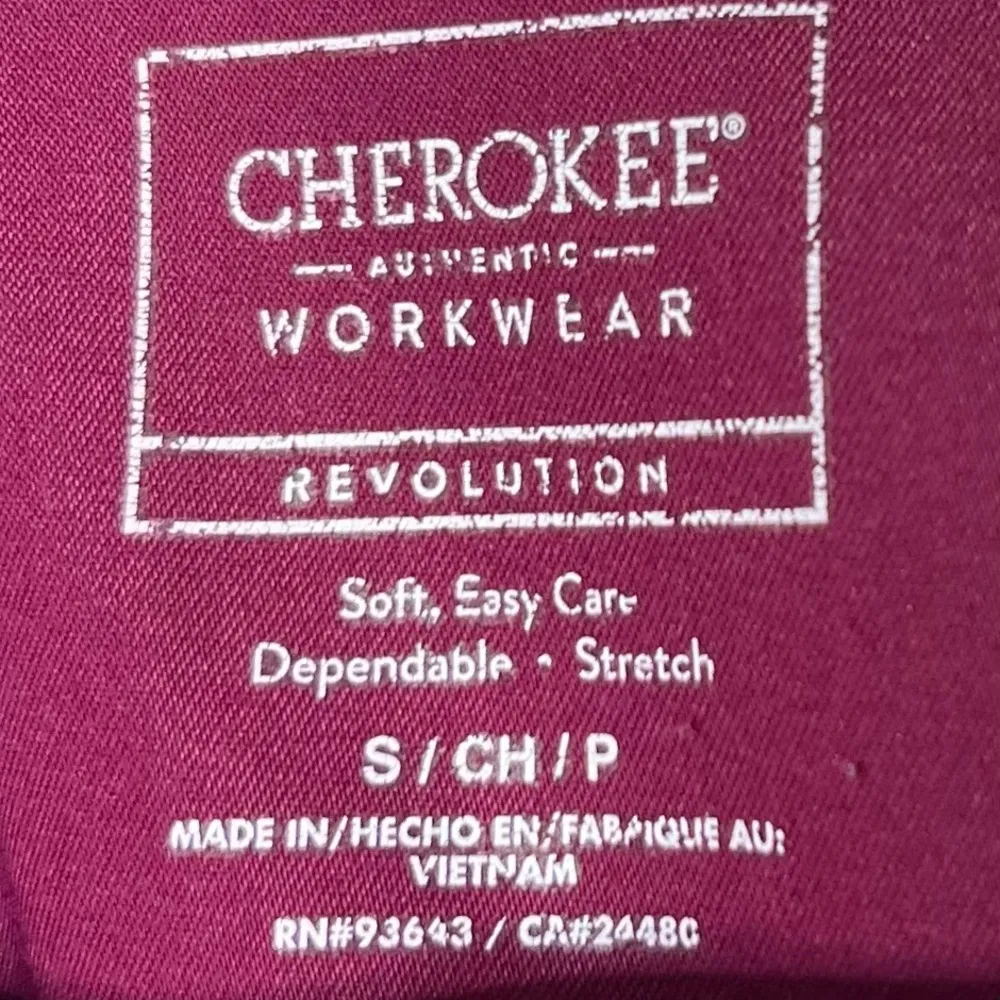 CHEROKEE®
AUTHENTIC
WORKWEAR
REVOLUTION
Soft, Easy Care
Dependable • Stretch
S / CH / P
MADE IN/HECHO EN/FABRIQUE AU:
VIETNAM
RN#93643 / CA#24480